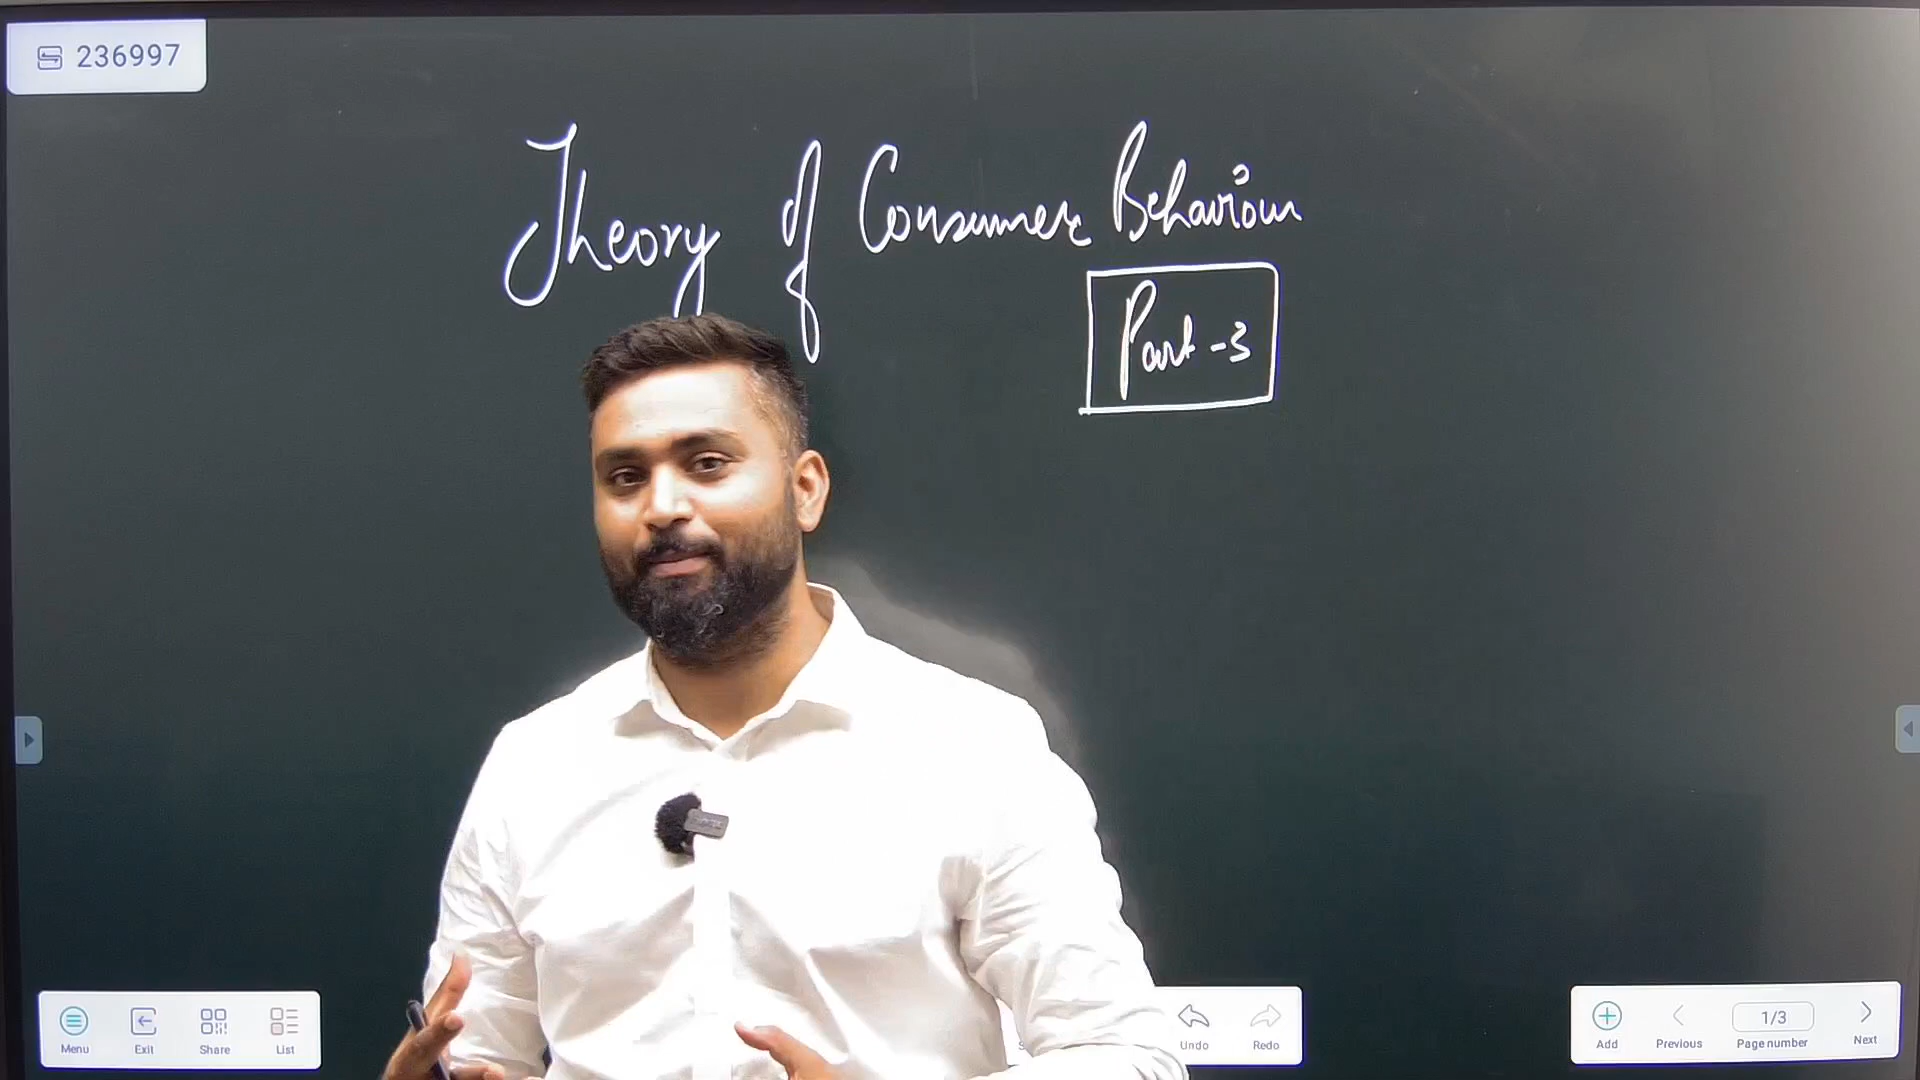 236997
Theory of Consumer Behaviour
Part-3
Menu Exit Share List Undo Redo Add Previous 1/3 Page number Next